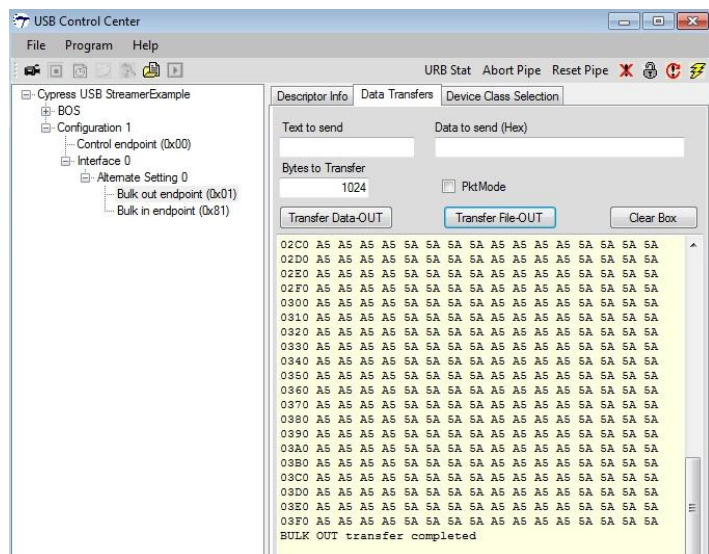 USB Control Center
File Program Help
URB Stat Abort Pipe Reset Pipe
Cypress USB StreamerExample
BOS
Configuration 1
Control endpoint (0x00)
Interface 0
Alternate Setting 0
Bulk out endpoint (0x01)
Bulk in endpoint (0x81)
Descriptor Info Data Transfers Device Class Selection
Text to send Data to send (Hex)
Bytes to Transfer
1024 PktMode
Transfer Data-OUT Transfer File-OUT Clear Box
02C0 A5 A5 A5 A5 5A 5A 5A 5A A5 A5 A5 A5 5A 5A 5A 5A
02D0 A5 A5 A5 A5 5A 5A 5A 5A A5 A5 A5 A5 5A 5A 5A 5A
02E0 A5 A5 A5 A5 5A 5A 5A 5A A5 A5 A5 A5 5A 5A 5A 5A
02F0 A5 A5 A5 A5 5A 5A 5A 5A A5 A5 A5 A5 5A 5A 5A 5A
0300 A5 A5 A5 A5 5A 5A 5A 5A A5 A5 A5 A5 5A 5A 5A 5A
0310 A5 A5 A5 A5 5A 5A 5A 5A A5 A5 A5 A5 5A 5A 5A 5A
0320 A5 A5 A5 A5 5A 5A 5A 5A A5 A5 A5 A5 5A 5A 5A 5A
0330 A5 A5 A5 A5 5A 5A 5A 5A A5 A5 A5 A5 5A 5A 5A 5A
0340 A5 A5 A5 A5 5A 5A 5A 5A A5 A5 A5 A5 5A 5A 5A 5A
0350 A5 A5 A5 A5 5A 5A 5A 5A A5 A5 A5 A5 5A 5A 5A 5A
0360 A5 A5 A5 A5 5A 5A 5A 5A A5 A5 A5 A5 5A 5A 5A 5A
0370 A5 A5 A5 A5 5A 5A 5A 5A A5 A5 A5 A5 5A 5A 5A 5A
0380 A5 A5 A5 A5 5A 5A 5A 5A A5 A5 A5 A5 5A 5A 5A 5A
0390 A5 A5 A5 A5 5A 5A 5A 5A A5 A5 A5 A5 5A 5A 5A 5A
03A0 A5 A5 A5 A5 5A 5A 5A 5A A5 A5 A5 A5 5A 5A 5A 5A
03B0 A5 A5 A5 A5 5A 5A 5A 5A A5 A5 A5 A5 5A 5A 5A 5A
03C0 A5 A5 A5 A5 5A 5A 5A 5A A5 A5 A5 A5 5A 5A 5A 5A
03D0 A5 A5 A5 A5 5A 5A 5A 5A A5 A5 A5 A5 5A 5A 5A 5A
03E0 A5 A5 A5 A5 5A 5A 5A 5A A5 A5 A5 A5 5A 5A 5A 5A
03F0 A5 A5 A5 A5 5A 5A 5A 5A A5 A5 A5 A5 5A 5A 5A 5A
BULK OUT transfer completed